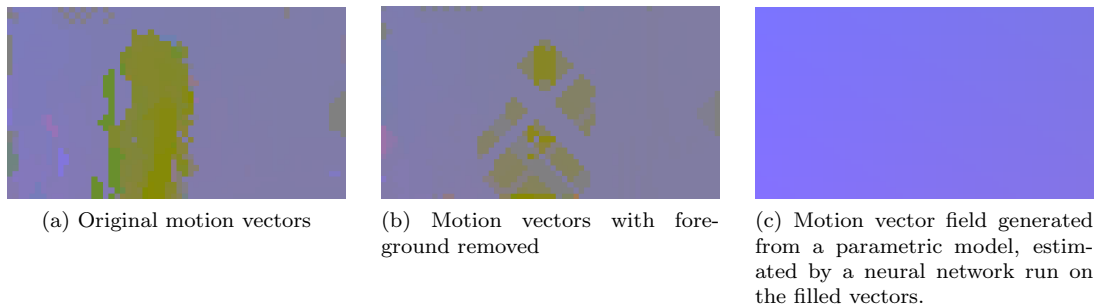 (a) Original motion vectors
(b) Motion vectors with fore-
ground removed
(c) Motion vector field generated
from a parametric model, estim-
ated by a neural network run on
the filled vectors.